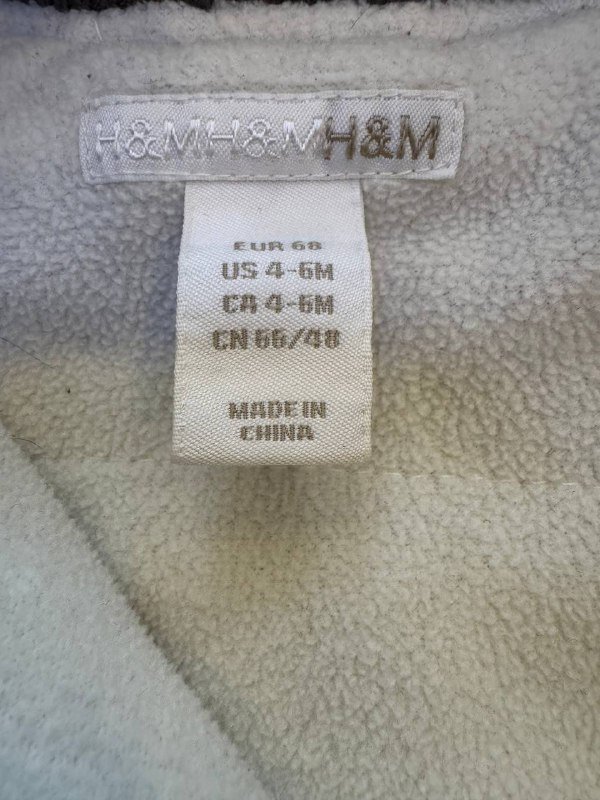 H&MH&MH&M
EUR 68
US 4-6M
CA 4-6M
CN 66/48
MADE IN
CHINA